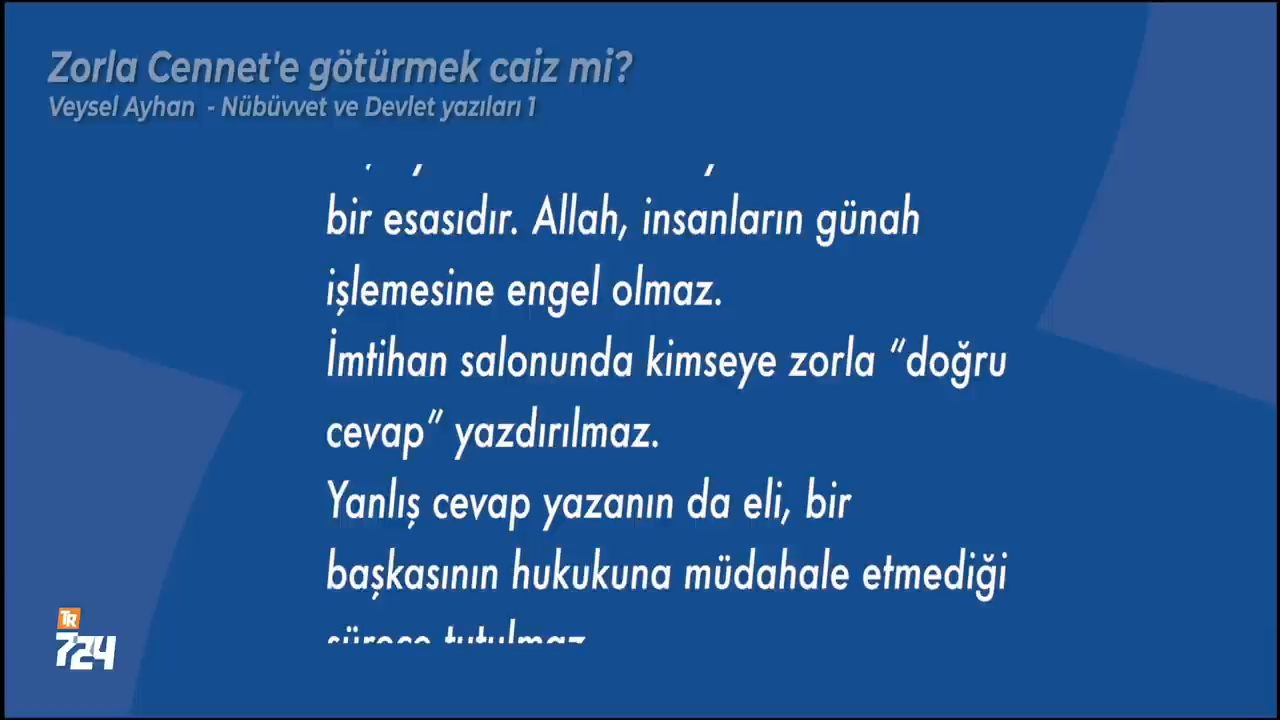 Zorla Cennet'e götürmek caiz mi?
Veysel Ayhan - Nübüvvet ve Devlet yazıları 1
bir esasıdır. Allah, insanların günah
işlemesine engel olmaz.
İmtihan salonunda kimseye zorla “doğru
cevap” yazdırılmaz.
Yanlış cevap yazanın da eli, bir
başkasının hukukuna müdahale etmediği
sürece tutulmaz
TR
724